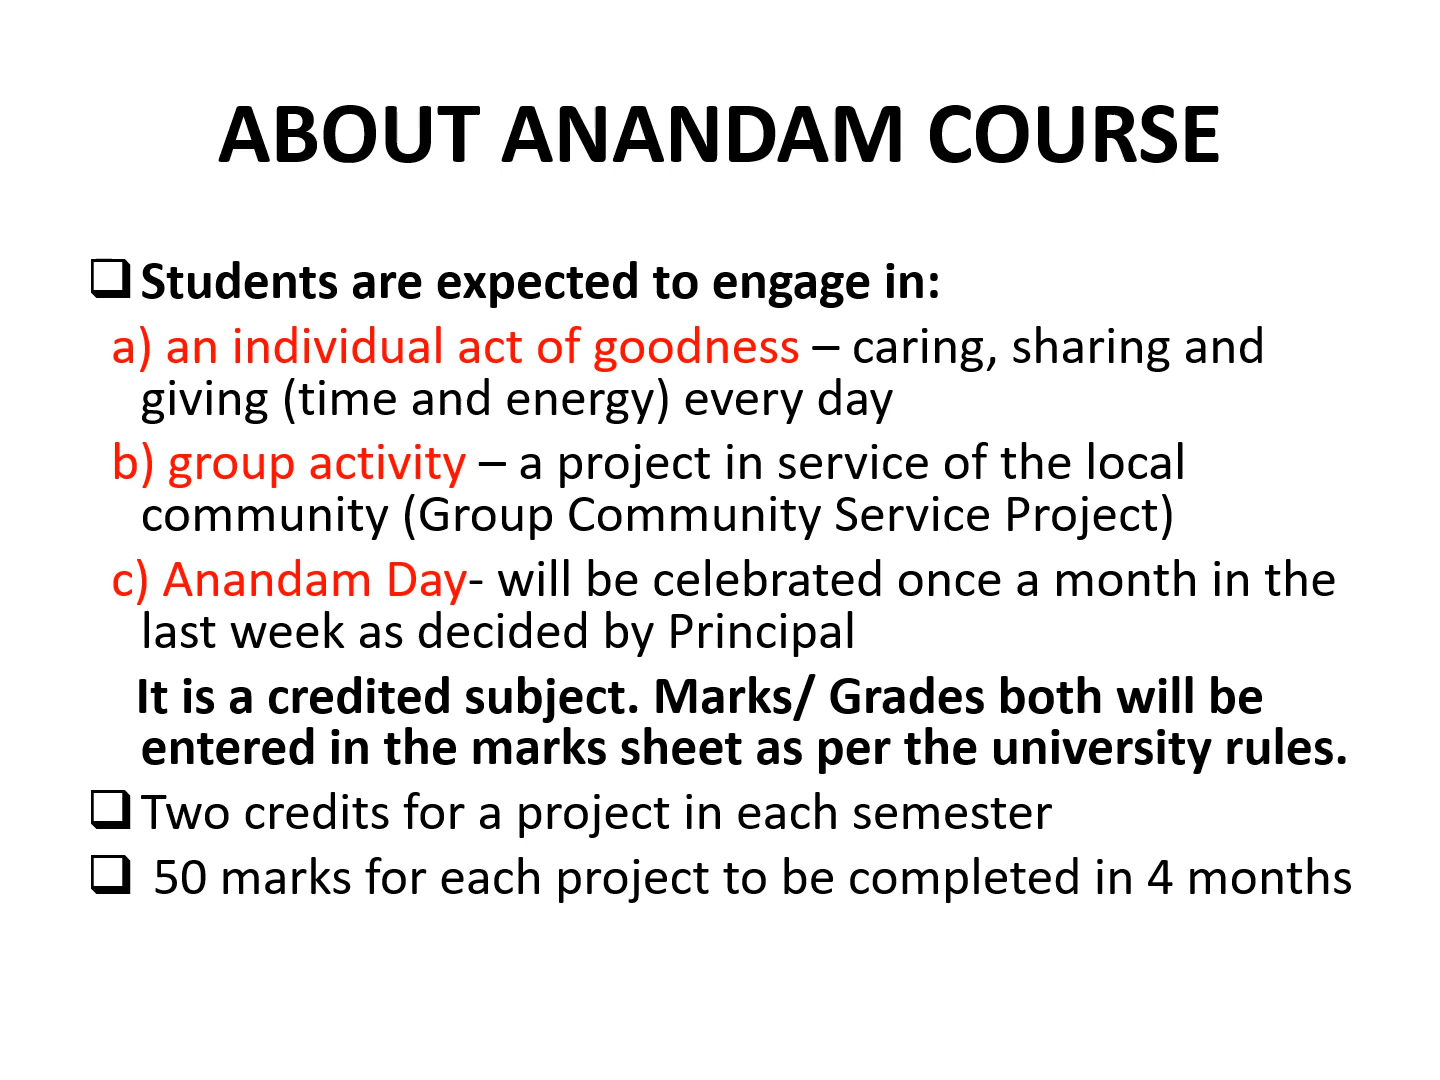 ABOUT ANANDAM COURSE
❑ Students are expected to engage in:
a) an individual act of goodness – caring, sharing and
giving (time and energy) every day
b) group activity – a project in service of the local
community (Group Community Service Project)
c) Anandam Day- will be celebrated once a month in the
last week as decided by Principal
It is a credited subject. Marks/ Grades both will be
entered in the marks sheet as per the university rules.
❑ Two credits for a project in each semester
❑ 50 marks for each project to be completed in 4 months